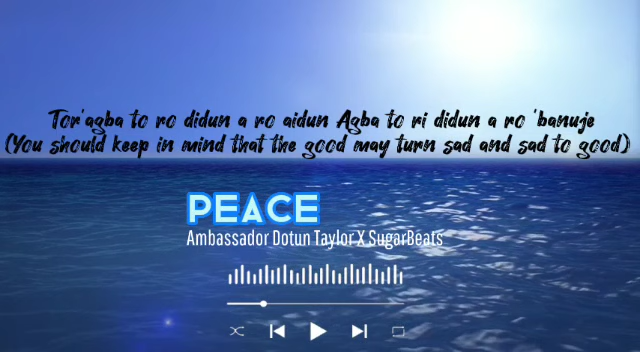 Tor'agba to ro didun a ro aidun Agba to ri didun a ro 'banuje
(You should keep in mind that the good may turn sad and sad to good)
PEACE
Ambassador Dotun Taylor X SugarBeats